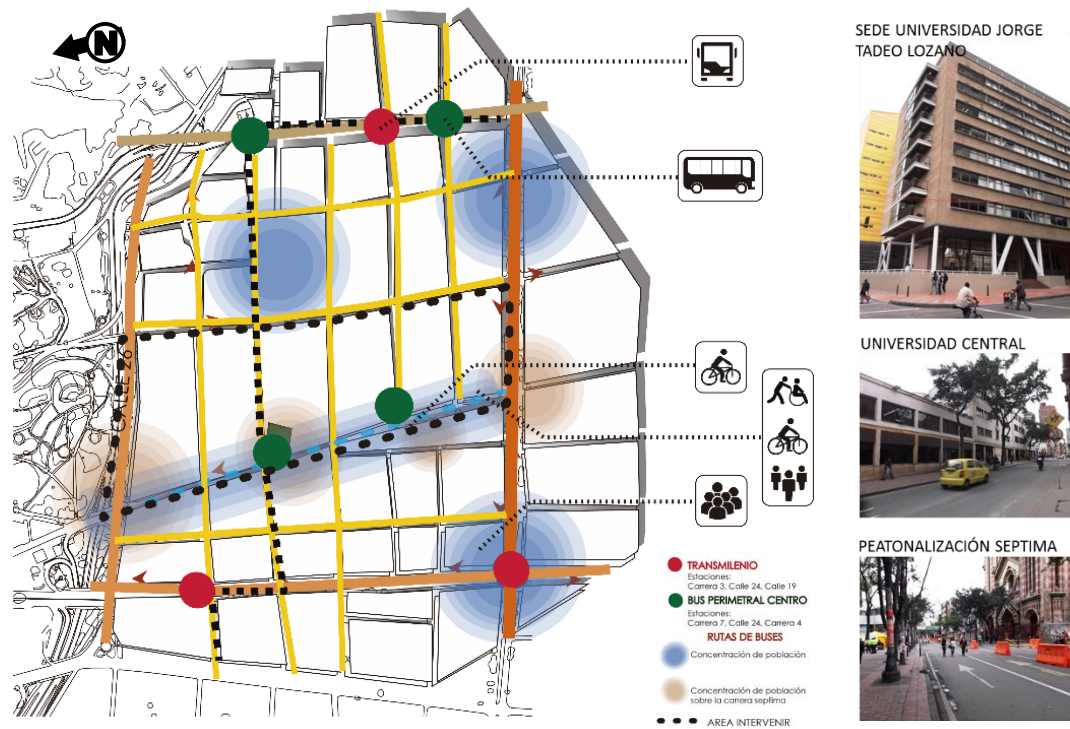 N
CALLE 26
TRANSMILENIO
Estaciones:
Carrera 3, Calle 24, Calle 19
BUS PERIMETRAL CENTRO
Estaciones:
Carrera 7, Calle 24, Carrera 4
RUTAS DE BUSES
Concentración de población
Concentración de población
sobre la carrera septima
AREA INTERVENIR
SEDE UNIVERSIDAD JORGE
TADEO LOZANO
UNIVERSIDAD CENTRAL
PEATONALIZACIÓN SEPTIMA